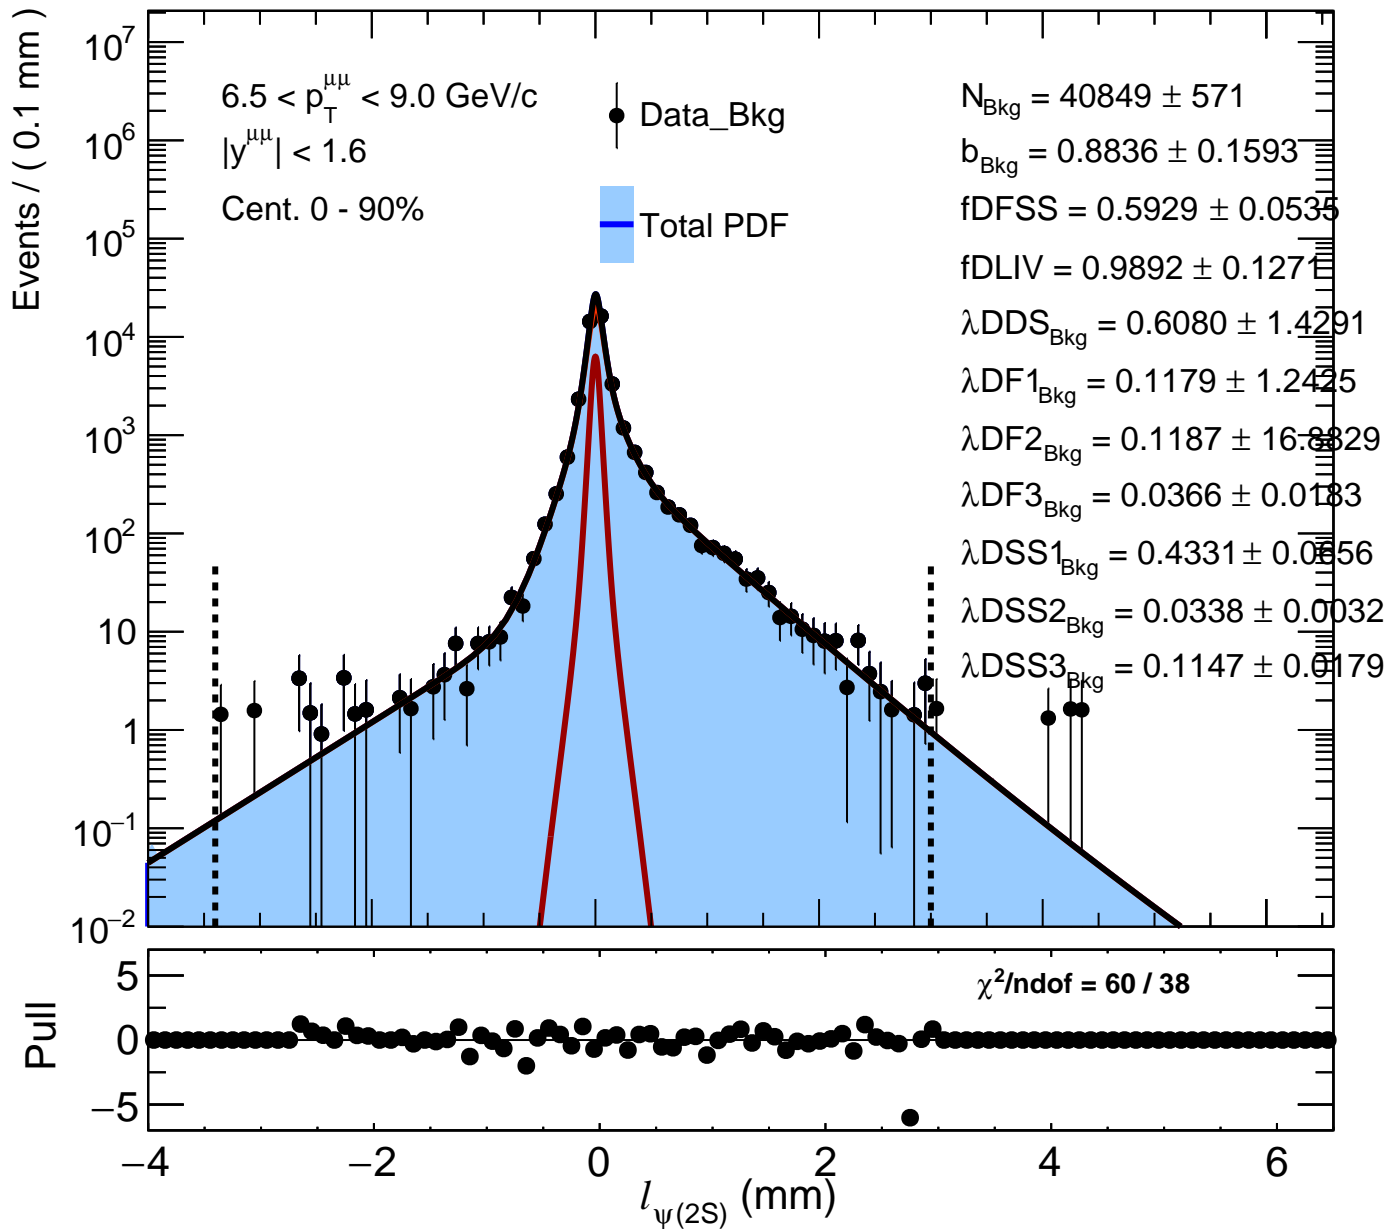 6.5 < p_T^μμ < 9.0 GeV/c
|y^μμ| < 1.6
Cent. 0 - 90%
Data_Bkg
Total PDF
N_Bkg = 40849 ± 571
b_Bkg = 0.8836 ± 0.1593
fDFSS = 0.5929 ± 0.0535
fDLIV = 0.9892 ± 0.1271
λDDS_Bkg = 0.6080 ± 1.4291
λDF1_Bkg = 0.1179 ± 1.2425
λDF2_Bkg = 0.1187 ± 16.8829
λDF3_Bkg = 0.0366 ± 0.0183
λDSS1_Bkg = 0.4331 ± 0.0656
λDSS2_Bkg = 0.0338 ± 0.0032
λDSS3_Bkg = 0.1147 ± 0.0179
Events / ( 0.1 mm )
10^7
10^6
10^5
10^4
10^3
10^2
10
1
10^−1
10^−2
χ^2/ndof = 60 / 38
Pull
5
0
−5
−4 −2 0 2 4 6
l_ψ(2S) (mm)